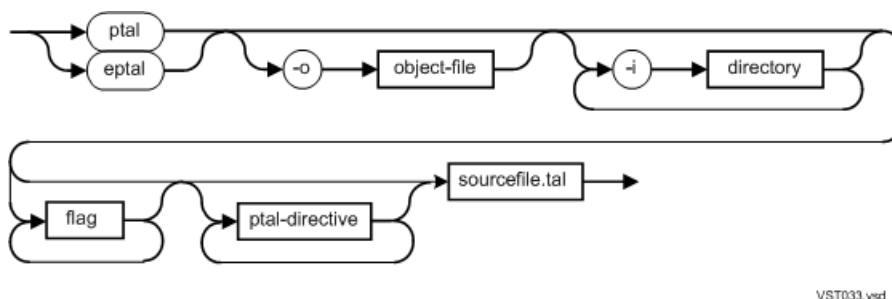 ptal
eptal
-o
object-file
-i
directory
flag
ptal-directive
sourcefile.tal
VST033.vsd